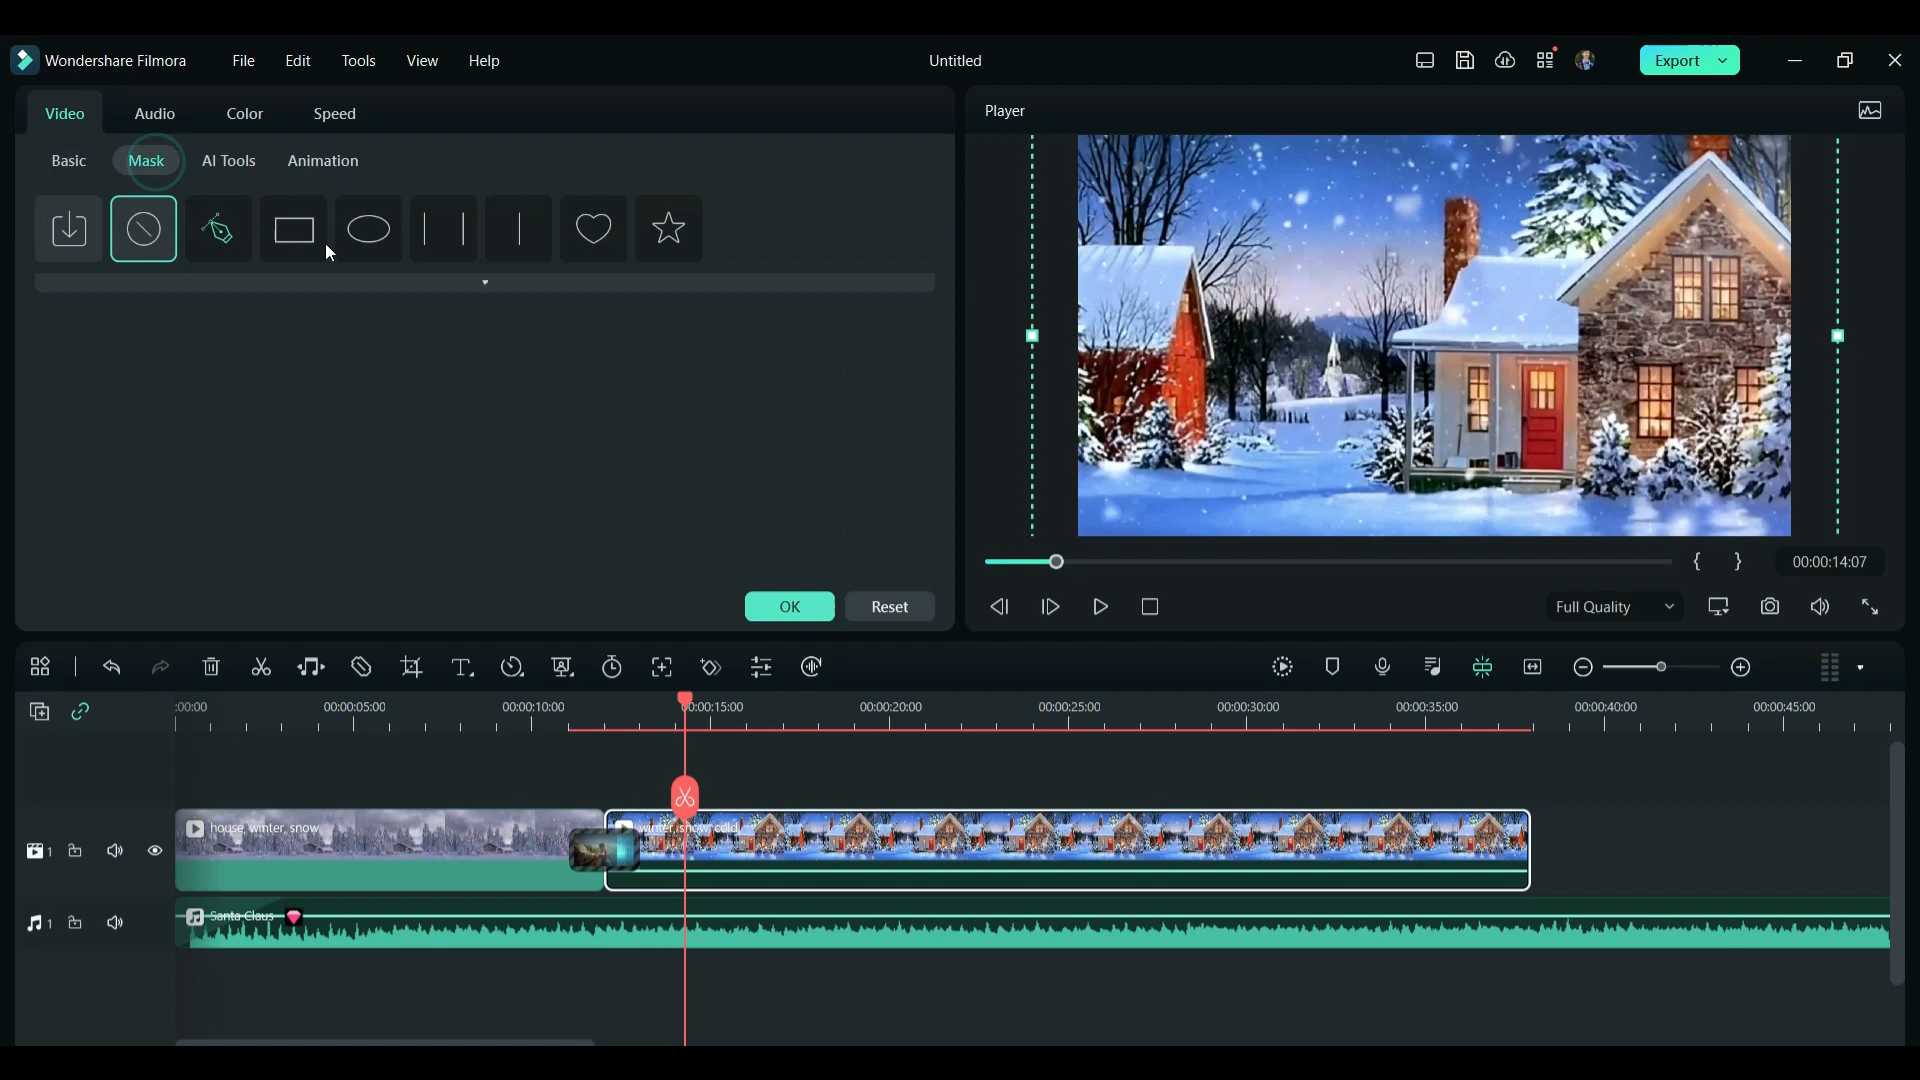 Wondershare Filmora File Edit Tools View Help Untitled Export
Video Audio Color Speed
Player
Basic Mask AI Tools Animation
00:00:14:07
OK Reset
Full Quality
:00:00 00:00:05:00 00:00:10:00 00:00:15:00 00:00:20:00 00:00:25:00 00:00:30:00 00:00:35:00 00:00:40:00 00:00:45:00
house, winter, snow
winter, snow, cold
1
Santa Claus
1